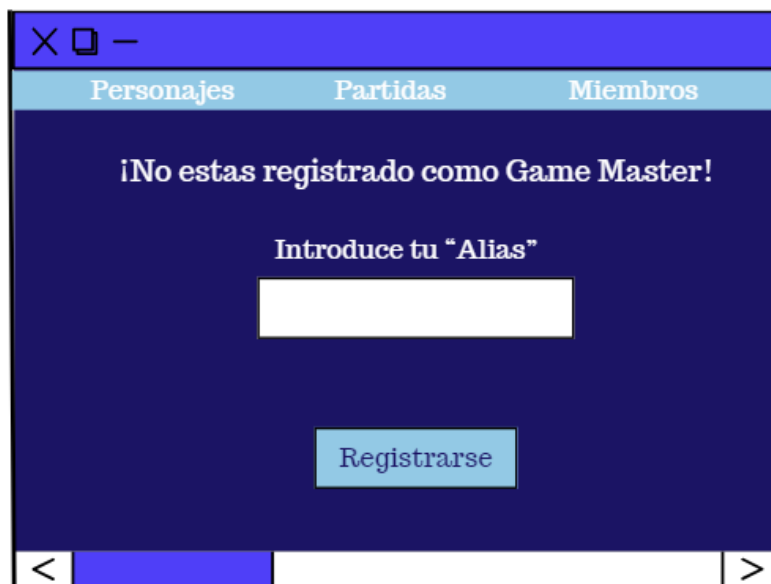 Personajes Partidas Miembros
¡No estas registrado como Game Master!
Introduce tu “Alias”
Registrarse